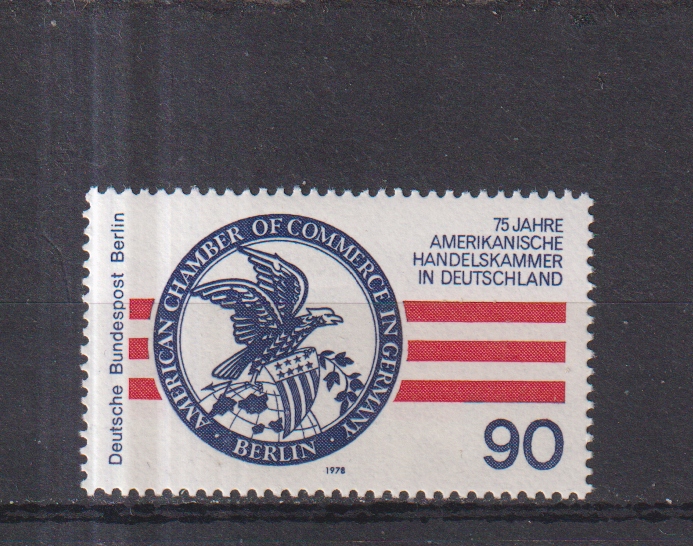 Deutsche Bundespost Berlin
75 JAHRE
AMERIKANISCHE
HANDELSKAMMER
IN DEUTSCHLAND
AMERICAN CHAMBER OF COMMERCE IN GERMANY
· BERLIN ·
90
1978